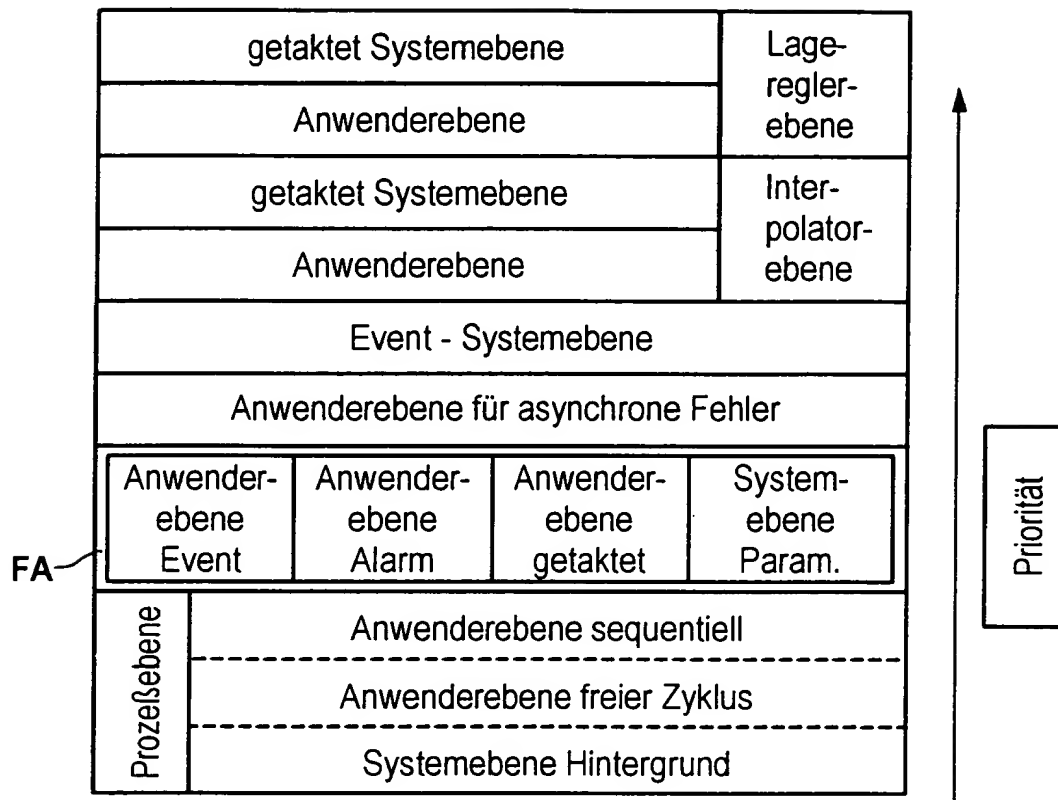 getaktet Systemebene
Anwenderebene
Lage-
regler-
ebene
getaktet Systemebene
Anwenderebene
Inter-
polator-
ebene
Event - Systemebene
Anwenderebene für asynchrone Fehler
Anwender-
ebene
Event
Anwender-
ebene
Alarm
Anwender-
ebene
getaktet
System-
ebene
Param.
FA
Prozeßebene
Anwenderebene sequentiell
Anwenderebene freier Zyklus
Systemebene Hintergrund
Priorität